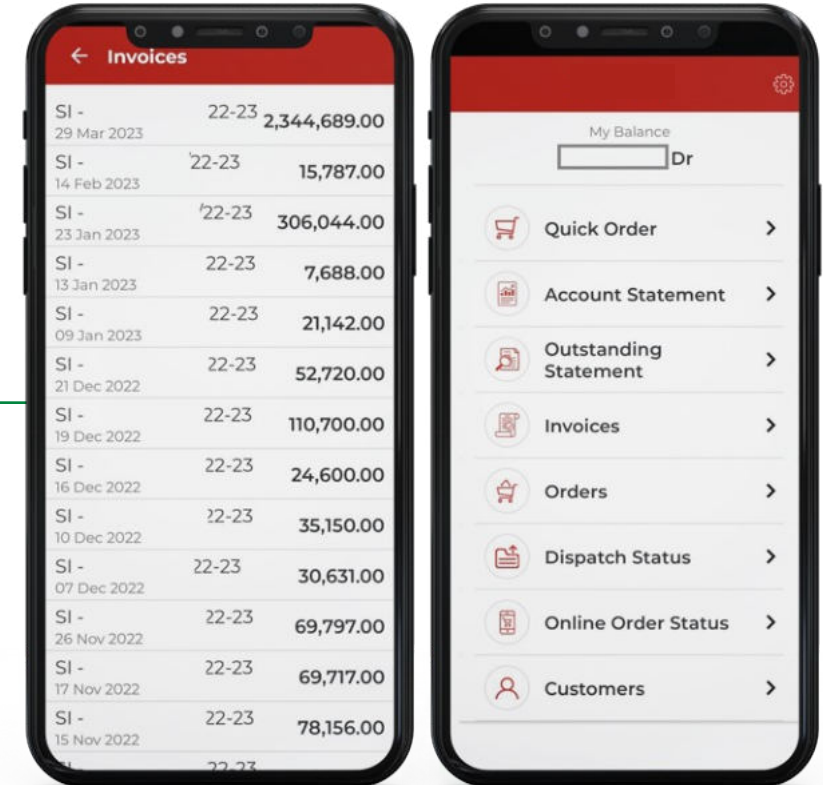 Invoices
SI - 22-23 2,344,689.00
29 Mar 2023
SI - 22-23 15,787.00
14 Feb 2023
SI - 22-23 306,044.00
23 Jan 2023
SI - 22-23 7,688.00
13 Jan 2023
SI - 22-23 21,142.00
09 Jan 2023
SI - 22-23 52,720.00
21 Dec 2022
SI - 22-23 110,700.00
19 Dec 2022
SI - 22-23 24,600.00
16 Dec 2022
SI - 22-23 35,150.00
10 Dec 2022
SI - 22-23 30,631.00
07 Dec 2022
SI - 22-23 69,797.00
26 Nov 2022
SI - 22-23 69,717.00
17 Nov 2022
SI - 22-23 78,156.00
15 Nov 2022
22-23
My Balance
Dr
Quick Order
Account Statement
Outstanding
Statement
Invoices
Orders
Dispatch Status
Online Order Status
Customers